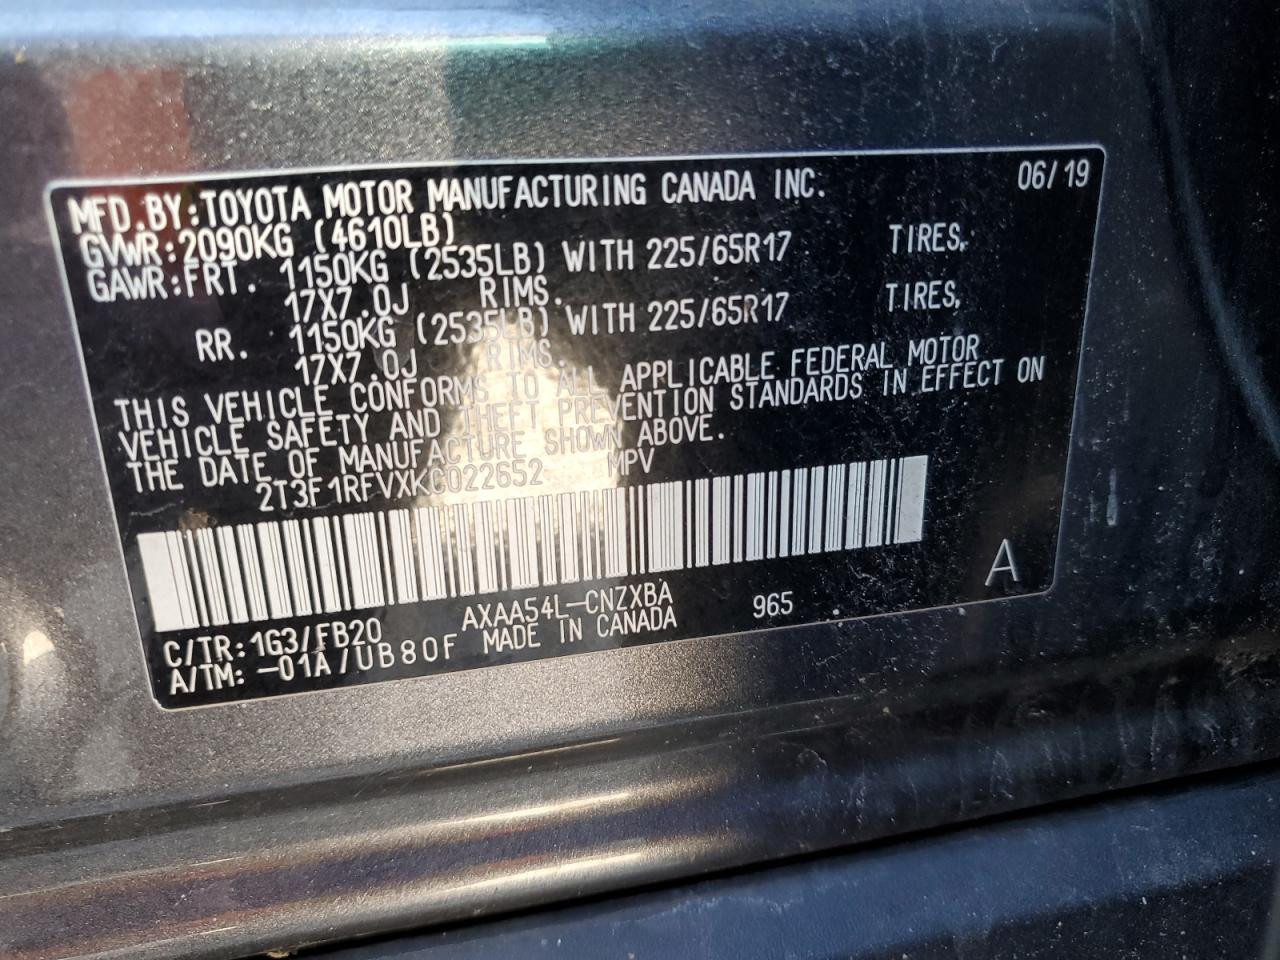 MFD.BY:TOYOTA MOTOR MANUFACTURING CANADA INC. 06/19
GVWR:2090KG (4610LB)
GAWR:FRT. 1150KG (2535LB) WITH 225/65R17 TIRES,
17X7.0J RIMS.
RR. 1150KG (2535LB) WITH 225/65R17 TIRES,
17X7.0J RIMS.
THIS VEHICLE CONFORMS TO ALL APPLICABLE FEDERAL MOTOR
VEHICLE SAFETY AND THEFT PREVENTION STANDARDS IN EFFECT ON
THE DATE OF MANUFACTURE SHOWN ABOVE.
2T3F1RFVXKC022652 MPV
C/TR:1G3/FB20 AXAA54L-CNZXBA 965 A
A/TM: -01A/UB80F MADE IN CANADA